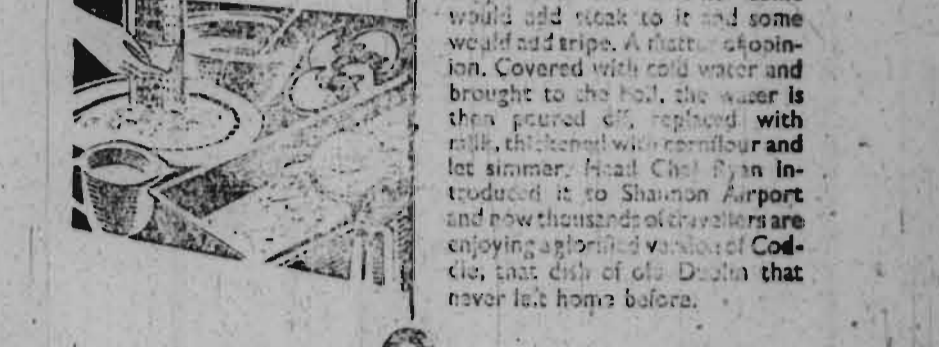 would add steak to it and some
would add tripe. A matter of opin-
ion. Covered with cold water and
brought to the boil, the water is
then poured off, replaced with
milk, thickened with cornflour and
let simmer. Head Chef Ryan in-
troduced it to Shannon Airport
and now thousands of travellers are
enjoying a glorified version of Cod-
dle, that dish of old Dublin that
never left home before.